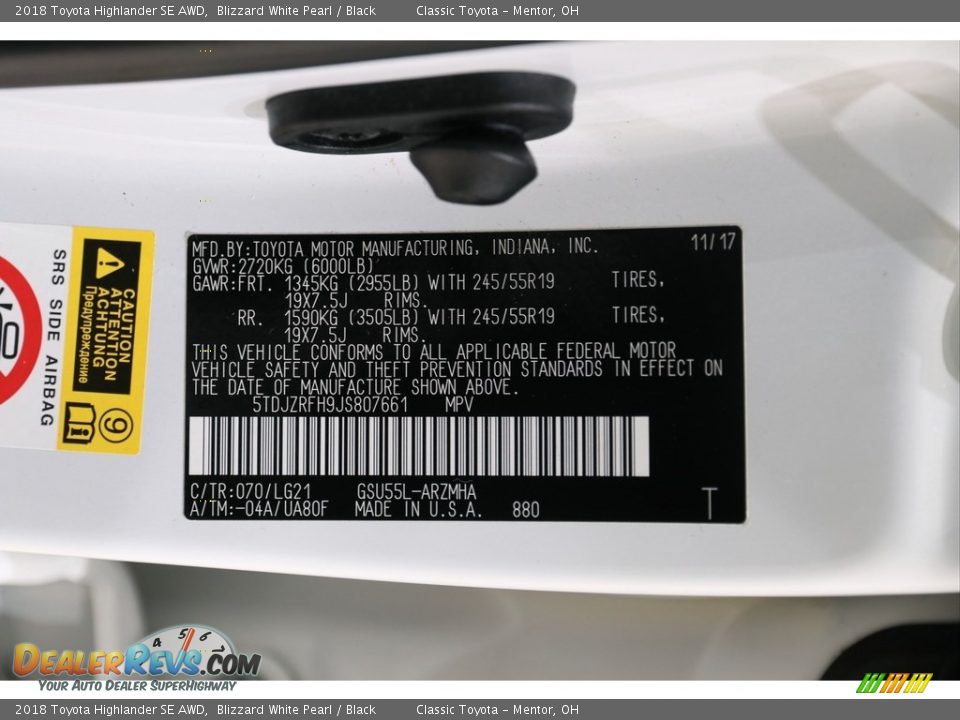 2018 Toyota Highlander SE AWD, Blizzard White Pearl / Black Classic Toyota – Mentor, OH
SRS SIDE AIRBAG
CAUTION
ATTENTION
ACHTUNG
Предупреждение
9
MFD. BY: TOYOTA MOTOR MANUFACTURING, INDIANA, INC. 11/17
GVWR: 2720KG (6000LB)
GAWR: FRT. 1345KG (2955LB) WITH 245/55R19 TIRES,
19X7.5J RIMS.
RR. 1590KG (3505LB) WITH 245/55R19 TIRES,
19X7.5J RIMS.
THIS VEHICLE CONFORMS TO ALL APPLICABLE FEDERAL MOTOR
VEHICLE SAFETY AND THEFT PREVENTION STANDARDS IN EFFECT ON
THE DATE OF MANUFACTURE SHOWN ABOVE.
5TDJZRFH9JS807661 MPV
C/TR: 070/LG21 GSU55L-ARZMHA
A/TM:-04A/UA80F MADE IN U.S.A. 880 T
4 5 6 7
DEALERREVS.COM
YOUR AUTO DEALER SUPERHIGHWAY
2018 Toyota Highlander SE AWD, Blizzard White Pearl / Black Classic Toyota – Mentor, OH